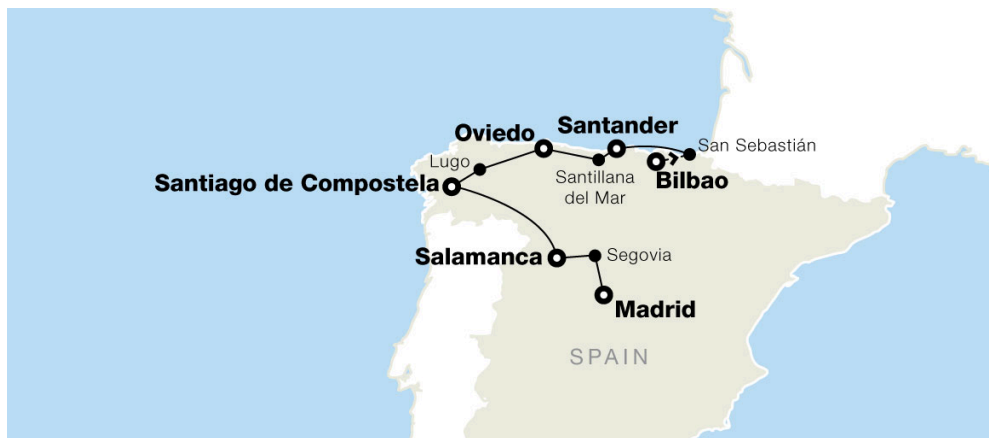 Oviedo
Santander
San Sebastián
Lugo
Santillana
del Mar
Bilbao
Santiago de Compostela
Salamanca
Segovia
Madrid
SPAIN